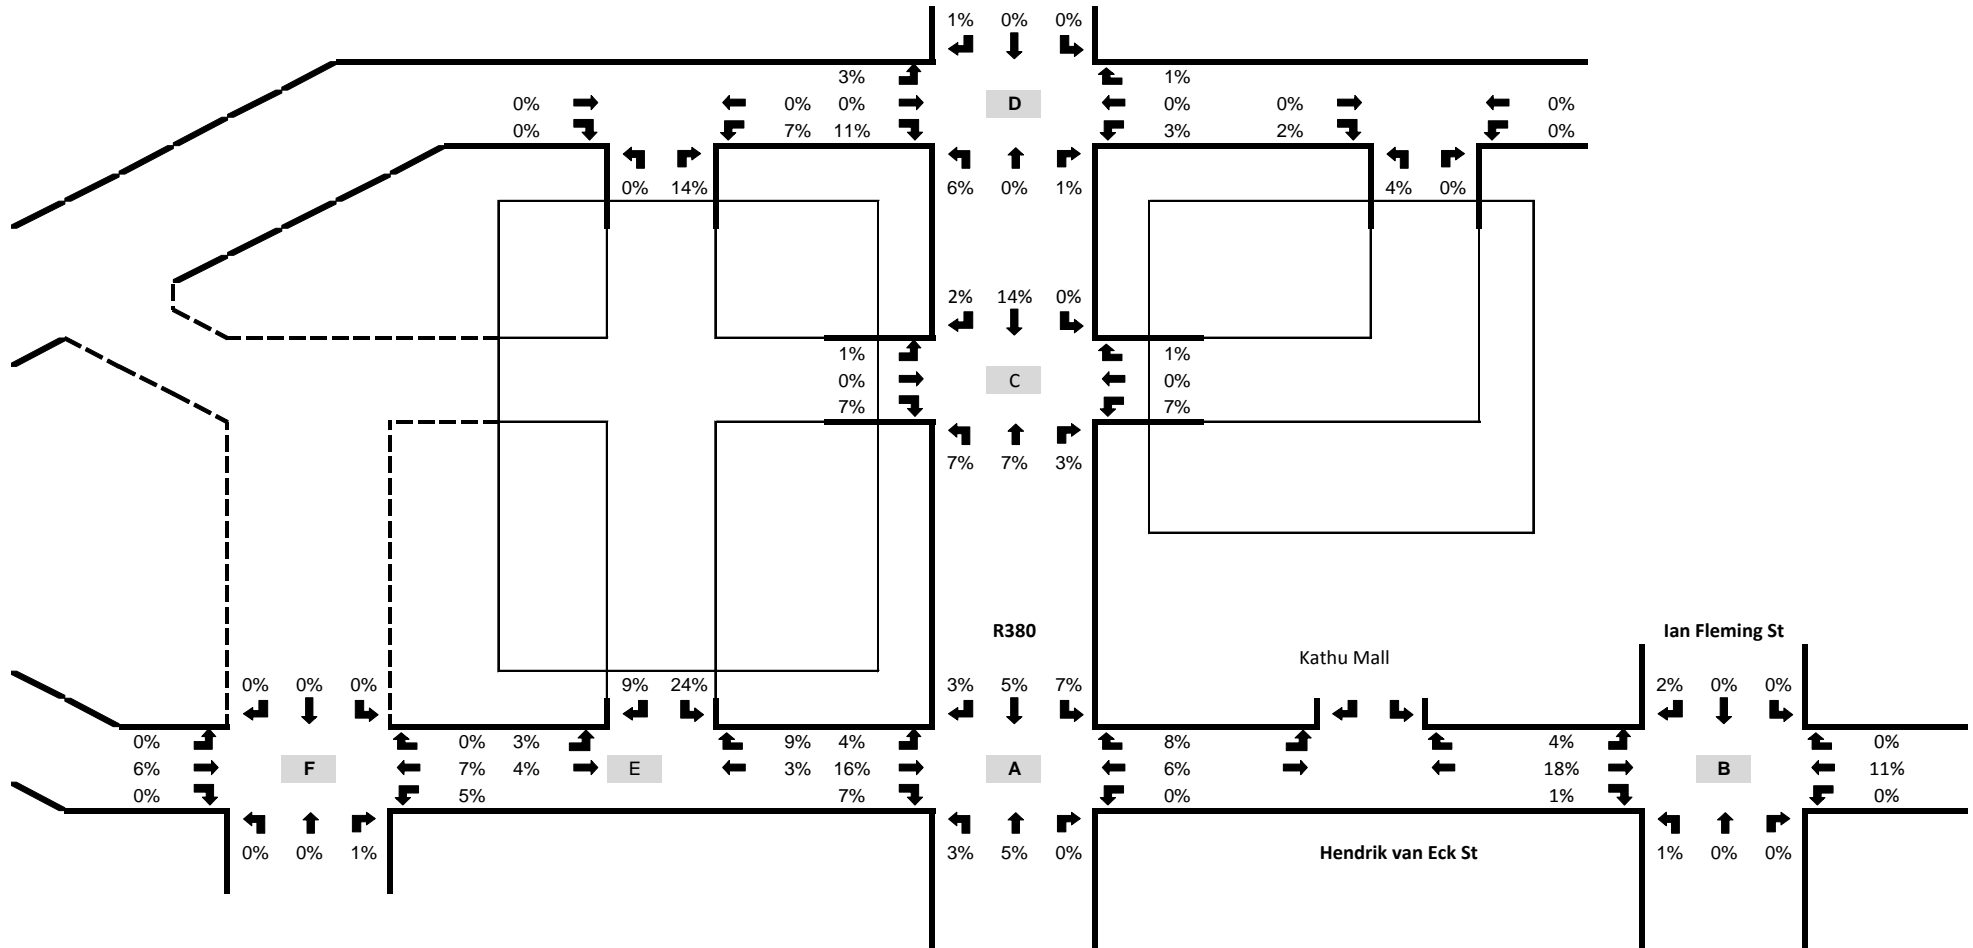 1% 0% 0%
3% 1%
0% 0% 0% D 0% 0% 0%
0% 7% 11% 3% 2% 0%
0% 14% 6% 0% 1% 4% 0%
2% 14% 0%
1% 1%
0% C 0%
7% 7%
7% 7% 3%
R380 Ian Fleming St
Kathu Mall
0% 0% 0% 9% 24% 3% 5% 7% 2% 0% 0%
0% 0% 3% 9% 4% 8% 4% 0%
6% F 7% 4% E 3% 16% A 6% 18% B 11%
0% 5% 7% 0% 1% 0%
0% 0% 1% 3% 5% 0% Hendrik van Eck St 1% 0% 0%